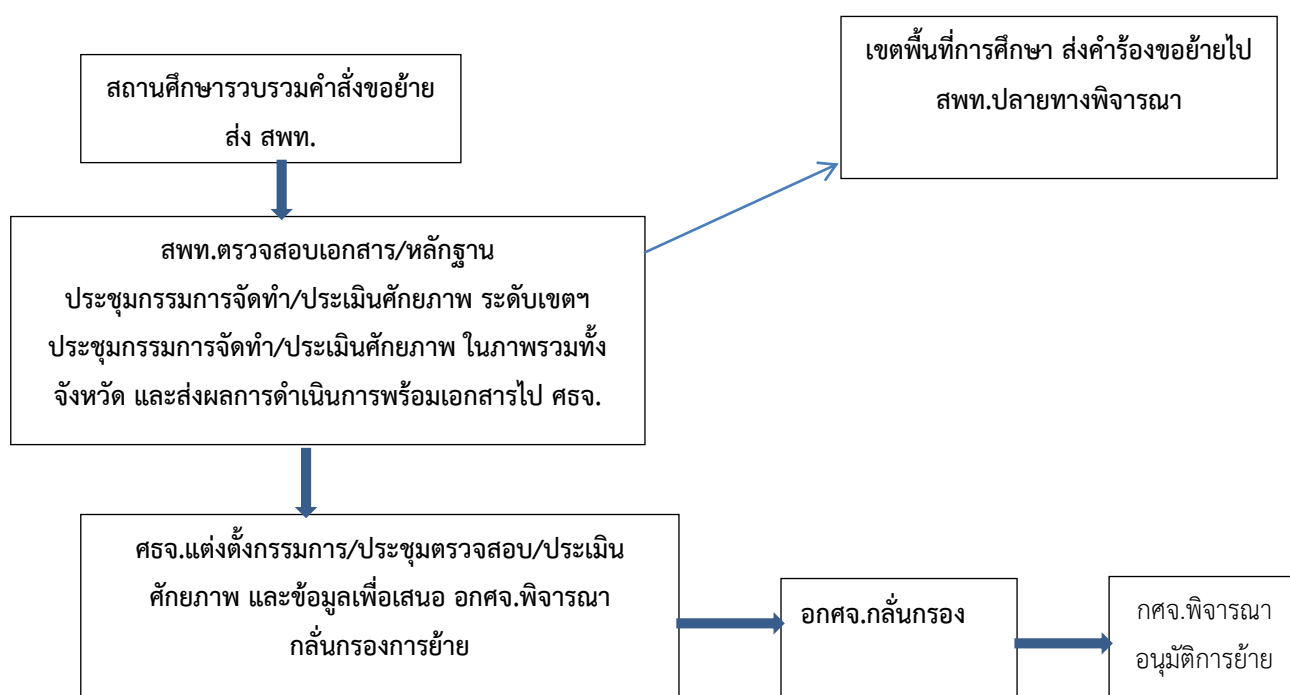 สถานศึกษารวบรวมคำสั่งขอย้าย
ส่ง สพท.
เขตพื้นที่การศึกษา ส่งคำร้องขอย้ายไป
สพท.ปลายทางพิจารณา
สพท.ตรวจสอบเอกสาร/หลักฐาน
ประชุมกรรมการจัดทำ/ประเมินศักยภาพ ระดับเขตฯ
ประชุมกรรมการจัดทำ/ประเมินศักยภาพ ในภาพรวมทั้ง
จังหวัด และส่งผลการดำเนินการพร้อมเอกสารไป ศธจ.
ศธจ.แต่งตั้งกรรมการ/ประชุมตรวจสอบ/ประเมิน
ศักยภาพ และข้อมูลเพื่อเสนอ อกศจ.พิจารณา
กลั่นกรองการย้าย
อกศจ.กลั่นกรอง
กศจ.พิจารณา
อนุมัติการย้าย